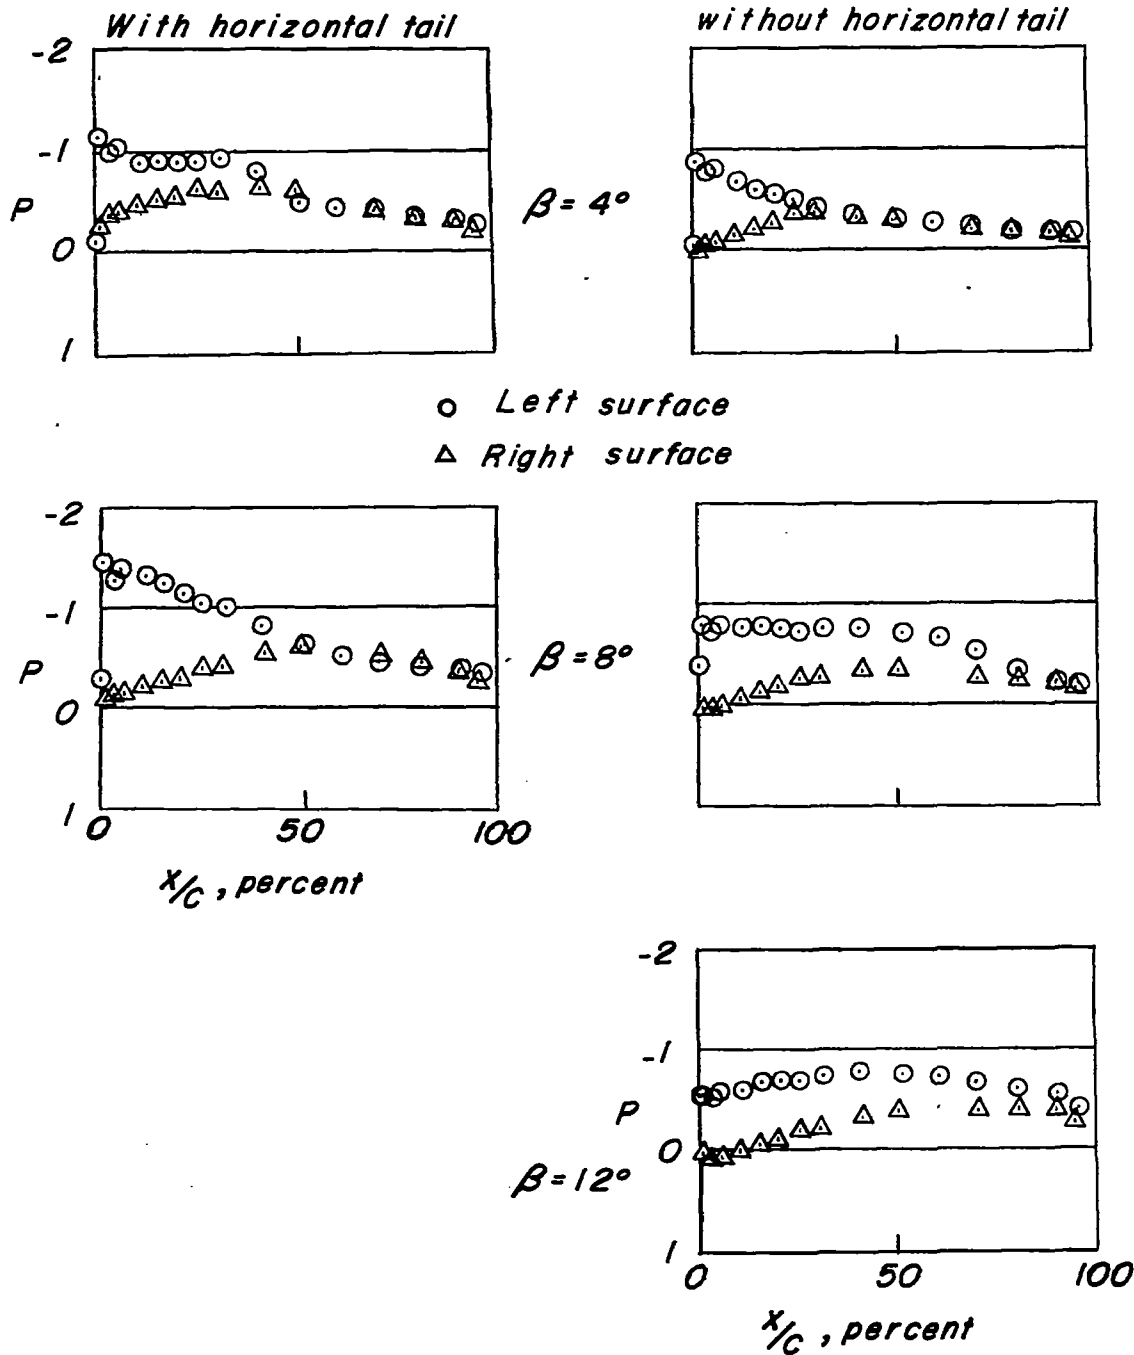 With horizontal tail
without horizontal tail
-2
-1
P
0
1
β = 4°
Left surface
Right surface
-2
-1
P
0
1
0 50 100
x/c, percent
β = 8°
-2
-1
P
0
1
β = 12°
0 50 100
x/c, percent